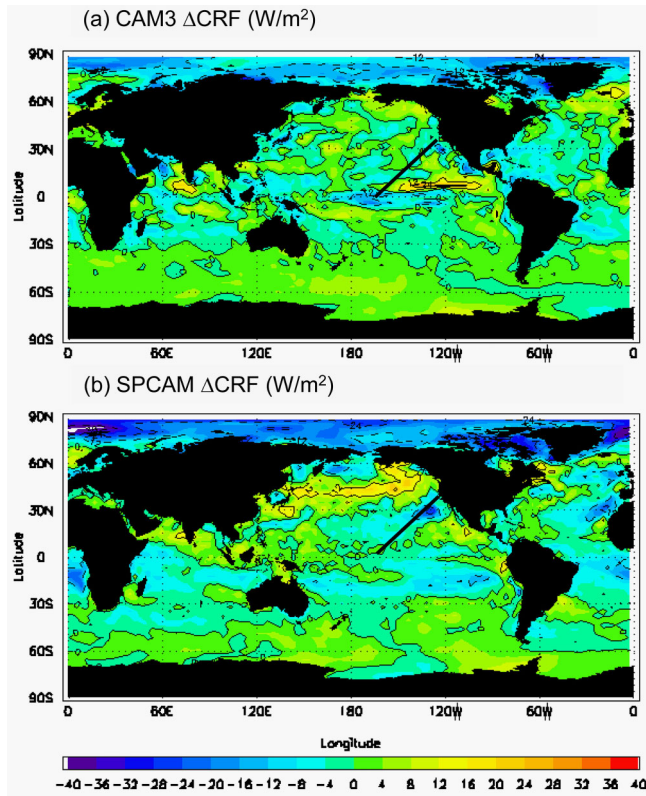 (a) CAM3 ΔCRF (W/m²)
90N
60N
30N
0
30S
60S
90S
Latitude
0 60E 120E 180 120W 60W 0
-12 -24
(b) SPCAM ΔCRF (W/m²)
90N
60N
30N
0
30S
60S
90S
Latitude
-24
0 60E 120E 180 120W 60W 0
Longitude
-40 -36 -32 -28 -24 -20 -16 -12 -8 -4 0 4 8 12 16 20 24 28 32 36 40